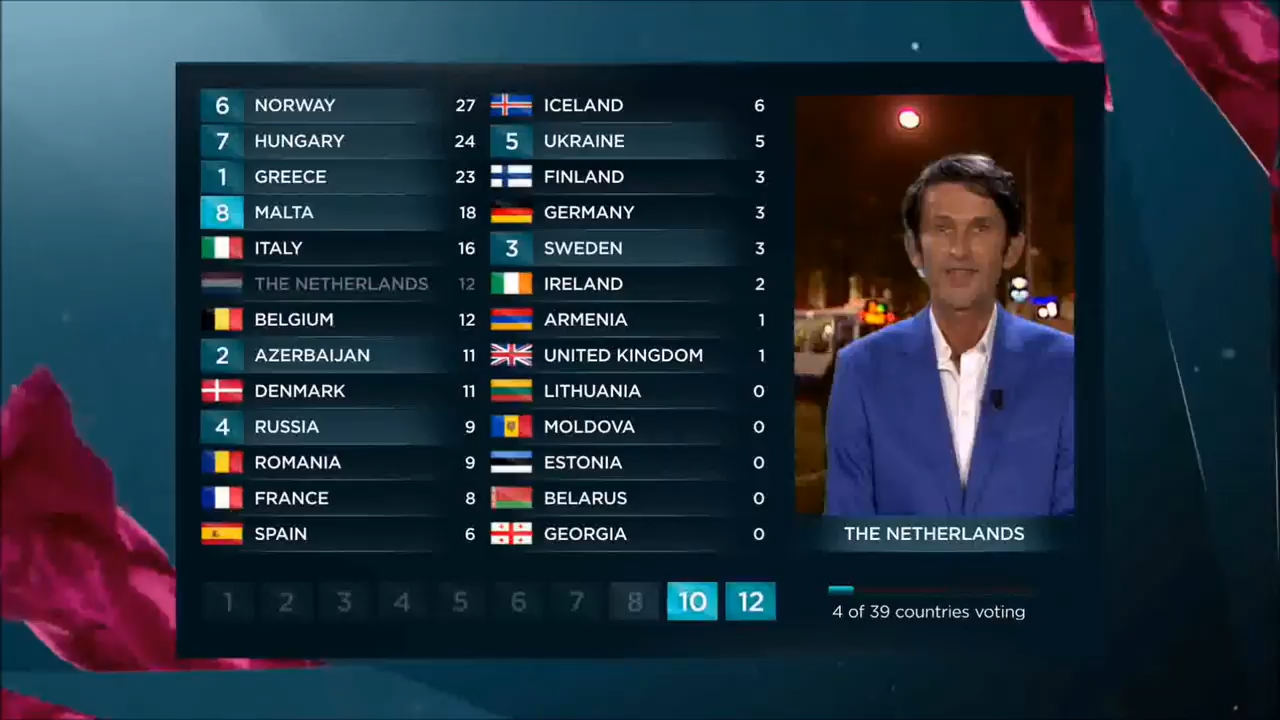 6 NORWAY 27
7 HUNGARY 24
1 GREECE 23
8 MALTA 18
ITALY 16
THE NETHERLANDS 12
BELGIUM 12
2 AZERBAIJAN 11
DENMARK 11
4 RUSSIA 9
ROMANIA 9
FRANCE 8
SPAIN 6
ICELAND 6
5 UKRAINE 5
FINLAND 3
GERMANY 3
3 SWEDEN 3
IRELAND 2
ARMENIA 1
UNITED KINGDOM 1
LITHUANIA 0
MOLDOVA 0
ESTONIA 0
BELARUS 0
GEORGIA 0
THE NETHERLANDS
1 2 3 4 5 6 7 8 10 12
4 of 39 countries voting